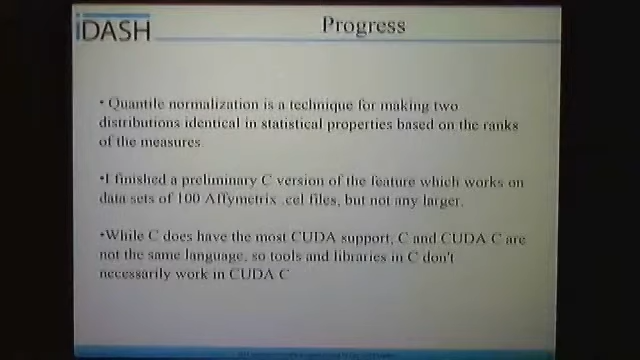 iDASH
Progress
• Quantile normalization is a technique for making two
distributions identical in statistical properties based on the ranks
of the measures
•I finished a preliminary C version of the feature which works on
data sets of 100 Affymetrix .cel files, but not any larger.
•While C does have the most CUDA support, C and CUDA C are
not the same language, so tools and libraries in C don't
necessarily work in CUDA C